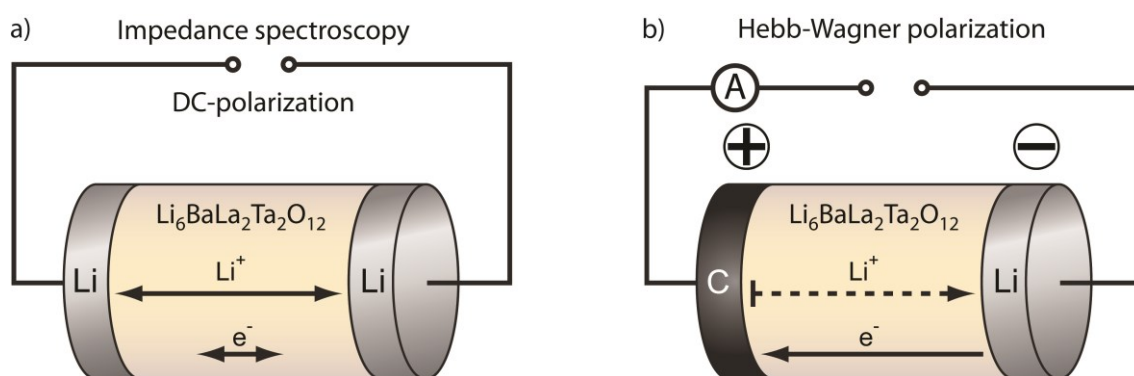 a) Impedance spectroscopy
DC-polarization
Li₆BaLa₂Ta₂O₁₂
Li⁺
Li
Li
e⁻
b) Hebb-Wagner polarization
A
+
−
Li₆BaLa₂Ta₂O₁₂
Li⁺
C
Li
e⁻